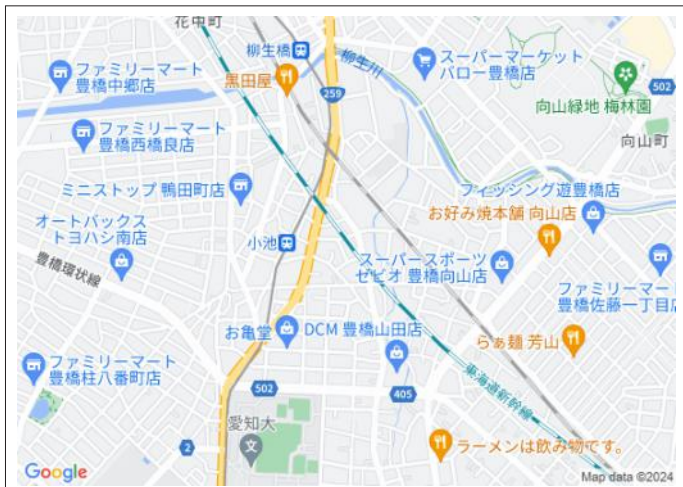 花中町
柳生橋
柳生川
スーパーマーケット
バロー豊橋店
ファミリーマート
豊橋中郷店
黒田屋
259
502
向山緑地 梅林園
ファミリーマート
豊橋西橋良店
向山町
ミニストップ 鴨田町店
フィッシング遊豊橋店
お好み焼本舗 向山店
オートバックス
トヨハシ南店
小池
スーパースポーツ
ゼビオ 豊橋向山店
豊橋環状線
ファミリーマート
豊橋佐藤一丁目店
お亀堂
DCM 豊橋山田店
らぁ麺 芳山
ファミリーマート
豊橋柱八番町店
東海道新幹線
502
405
愛知大
文
2
ラーメンは飲み物です。
Google
Map data ©2024